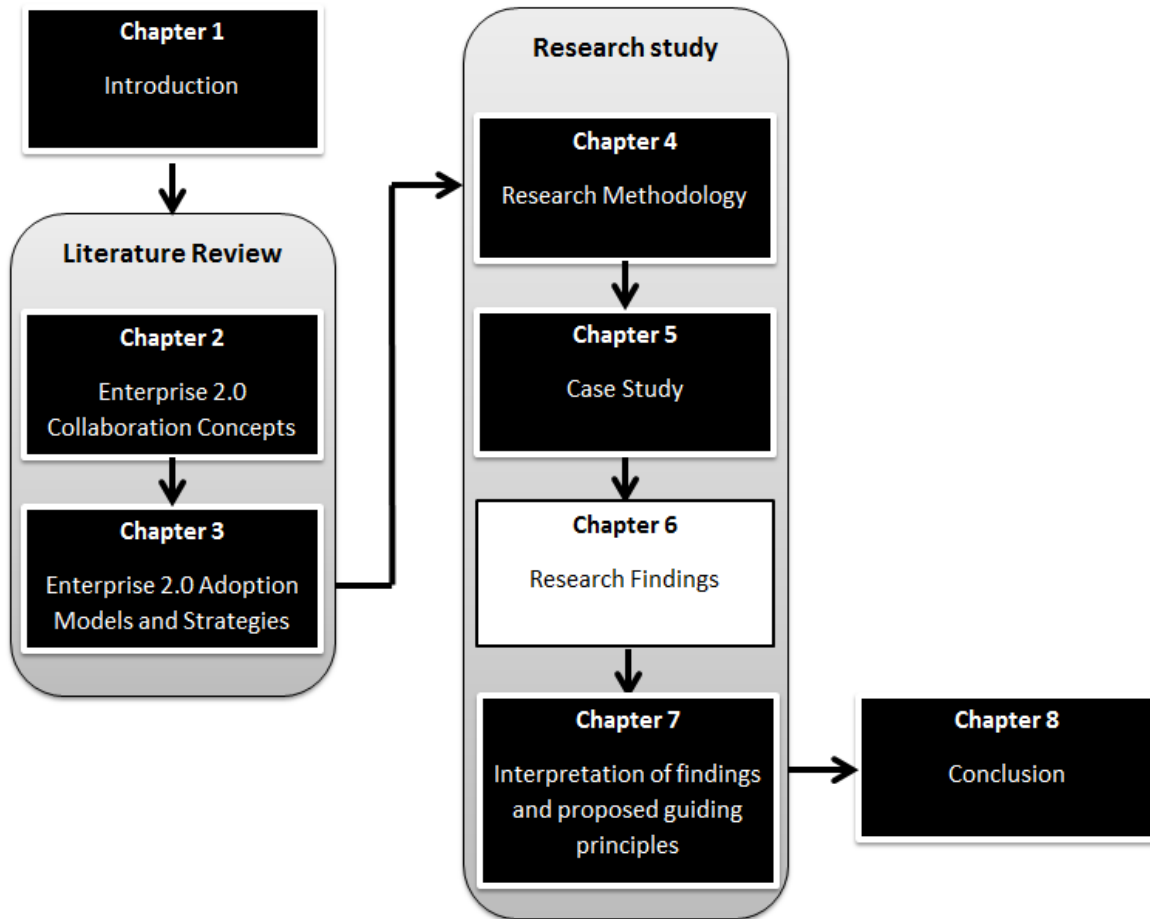 Chapter 1
Introduction
Literature Review
Chapter 2
Enterprise 2.0
Collaboration Concepts
Chapter 3
Enterprise 2.0 Adoption
Models and Strategies
Research study
Chapter 4
Research Methodology
Chapter 5
Case Study
Chapter 6
Research Findings
Chapter 7
Interpretation of findings
and proposed guiding
principles
Chapter 8
Conclusion